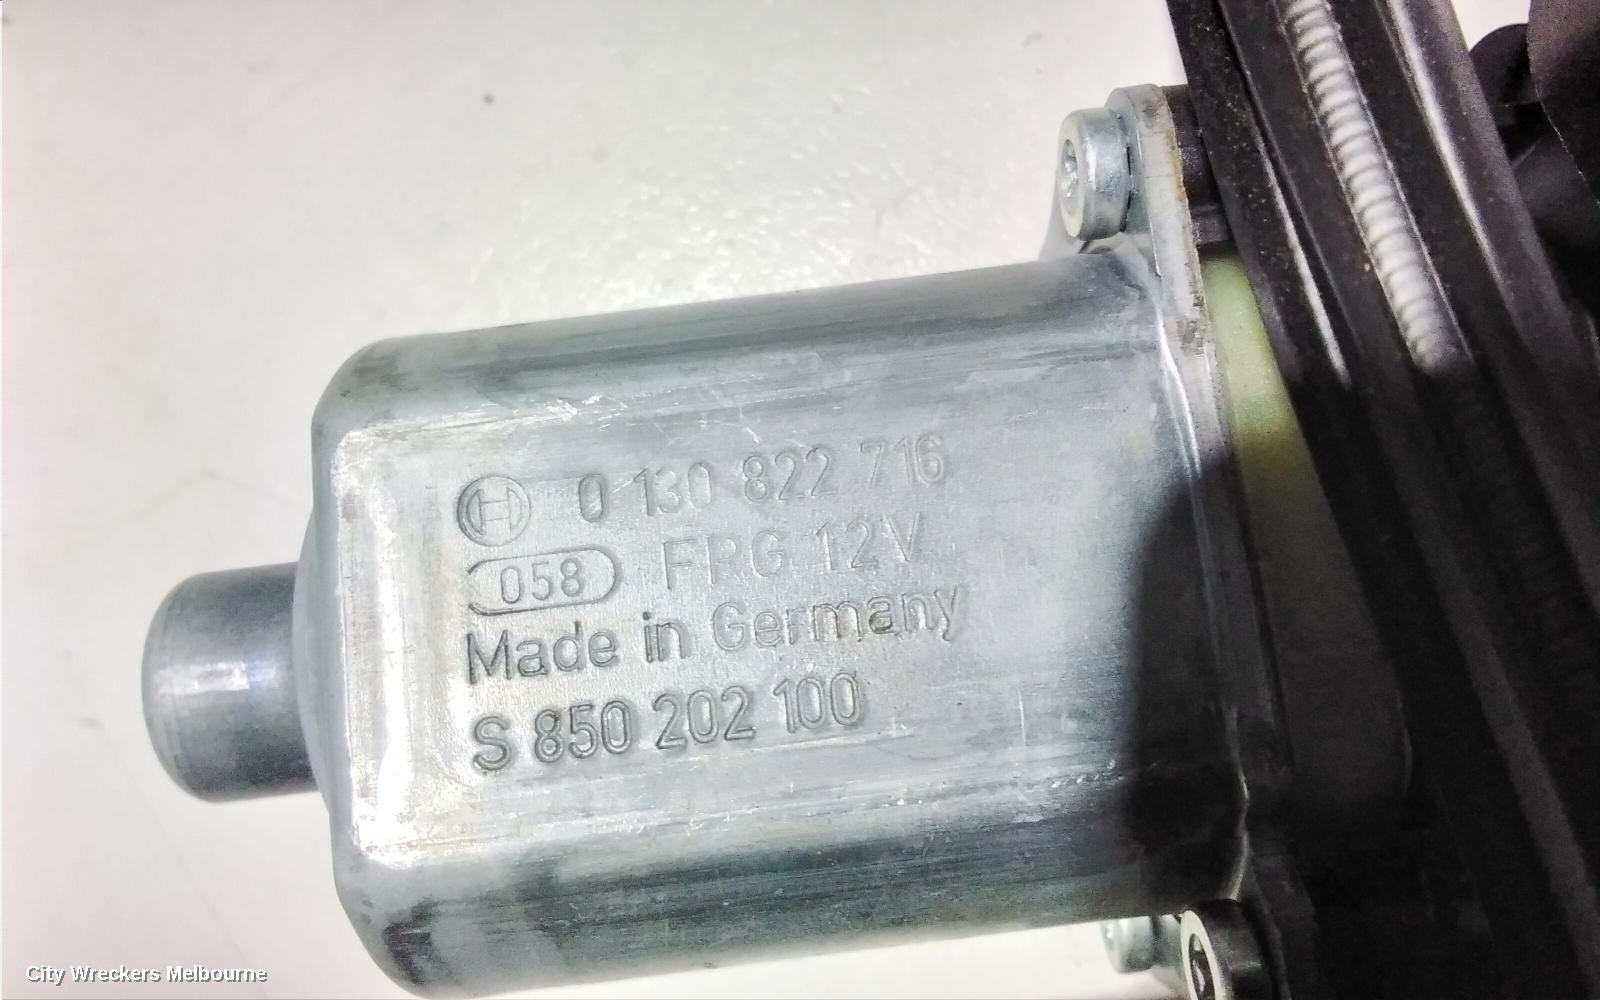 0 130 822 716
058 FPG 12V
Made in Germany
S 850 202 100
City Wreckers Melbourne